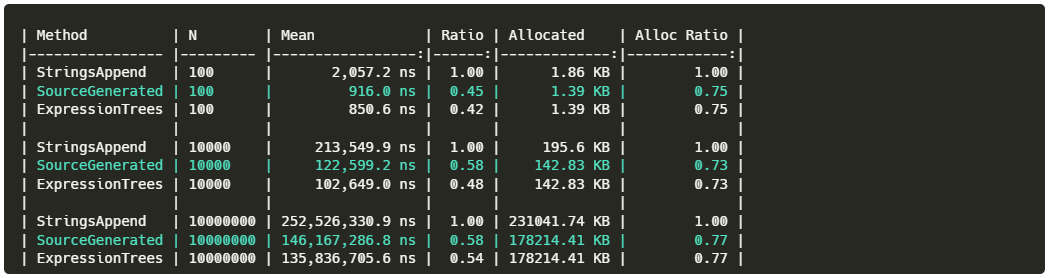 | Method          | N        | Mean             | Ratio | Allocated    | Alloc Ratio |
|---------------- |--------- |-----------------:|------:|-------------:|------------:|
| StringsAppend   | 100      |       2,057.2 ns |  1.00 |      1.86 KB |        1.00 |
| SourceGenerated | 100      |         916.0 ns |  0.45 |      1.39 KB |        0.75 |
| ExpressionTrees | 100      |         850.6 ns |  0.42 |      1.39 KB |        0.75 |
|                 |          |                  |       |              |             |
| StringsAppend   | 10000    |     213,549.9 ns |  1.00 |     195.6 KB |        1.00 |
| SourceGenerated | 10000    |     122,599.2 ns |  0.58 |    142.83 KB |        0.73 |
| ExpressionTrees | 10000    |     102,649.0 ns |  0.48 |    142.83 KB |        0.73 |
|                 |          |                  |       |              |             |
| StringsAppend   | 10000000 | 252,526,330.9 ns |  1.00 | 231041.74 KB |        1.00 |
| SourceGenerated | 10000000 | 146,167,286.8 ns |  0.58 | 178214.41 KB |        0.77 |
| ExpressionTrees | 10000000 | 135,836,705.6 ns |  0.54 | 178214.41 KB |        0.77 |